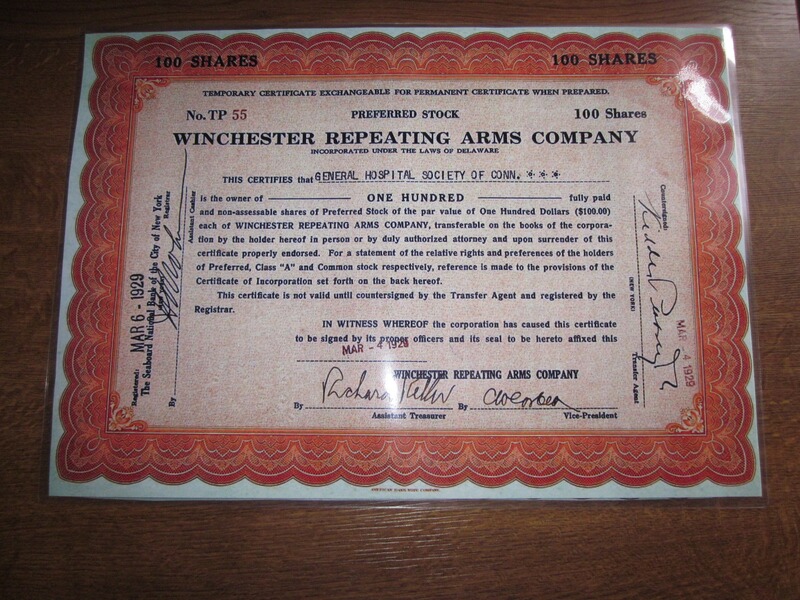 100 SHARES 100 SHARES
TEMPORARY CERTIFICATE EXCHANGEABLE FOR PERMANENT CERTIFICATE WHEN PREPARED.
No. TP 55 PREFERRED STOCK 100 Shares
WINCHESTER REPEATING ARMS COMPANY
INCORPORATED UNDER THE LAWS OF DELAWARE
THIS CERTIFIES that GENERAL HOSPITAL SOCIETY OF CONN. * * *
is the owner of ONE HUNDRED fully paid
and non-assessable shares of Preferred Stock of the par value of One Hundred Dollars ($100.00)
each of WINCHESTER REPEATING ARMS COMPANY, transferable on the books of the corpora-
tion by the holder hereof in person or by duly authorized attorney and upon surrender of this
certificate properly endorsed. For a statement of the relative rights and preferences of the holders
of Preferred, Class "A" and Common stock respectively, reference is made to the provisions of the
Certificate of Incorporation set forth on the back hereof.
This certificate is not valid until countersigned by the Transfer Agent and registered by the
Registrar.
IN WITNESS WHEREOF the corporation has caused this certificate
to be signed by its proper officers and its seal to be hereto affixed this
MAR - 4 1929
WINCHESTER REPEATING ARMS COMPANY
By Richard By
Assistant Treasurer Vice-President
Registered: MAR 6 - 1929
The Seaboard National Bank of the City of New York
Registrar
By
Assistant Cashier
Countersigned:
Kidder Peabody
(NEW YORK)
Transfer Agent
MAR 4 1929
AMERICAN BANK NOTE COMPANY.